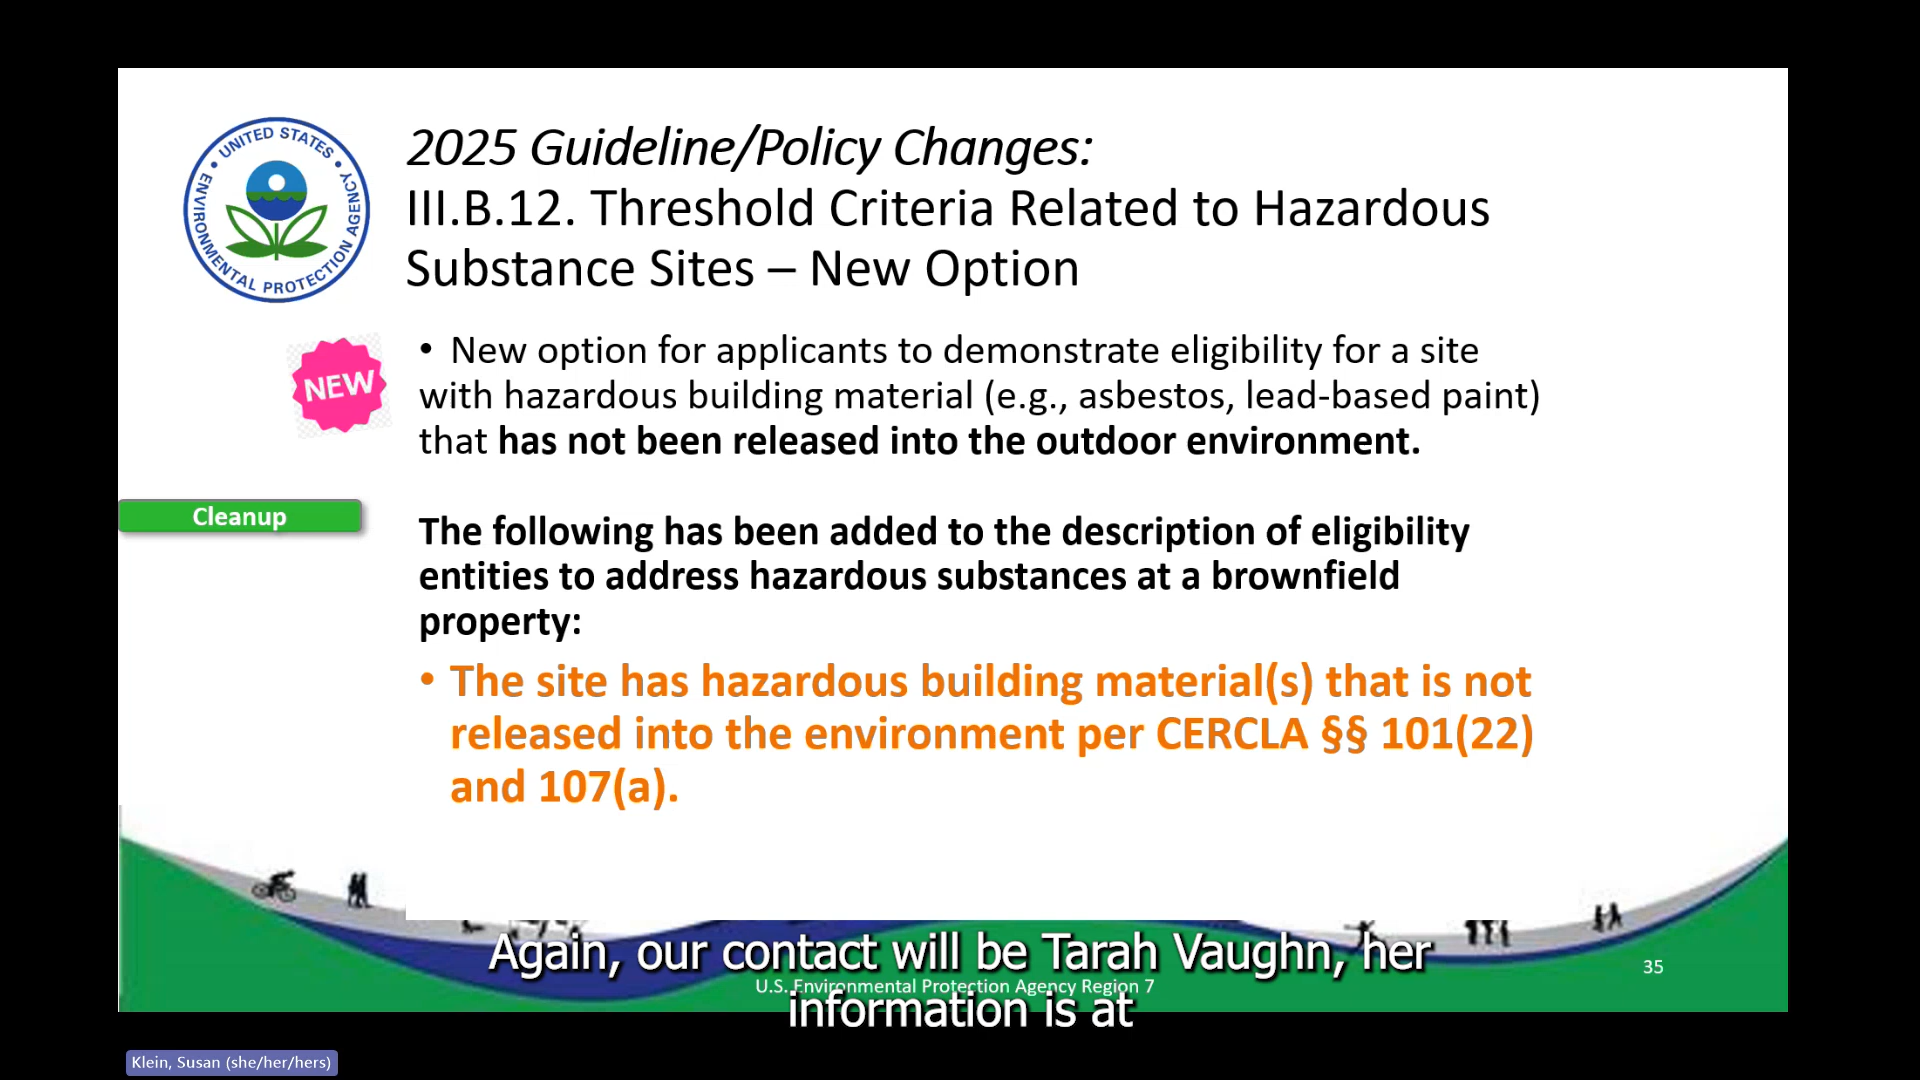 UNITED STATES
ENVIRONMENTAL PROTECTION AGENCY
2025 Guideline/Policy Changes:
III.B.12. Threshold Criteria Related to Hazardous
Substance Sites – New Option
NEW
• New option for applicants to demonstrate eligibility for a site
with hazardous building material (e.g., asbestos, lead-based paint)
that has not been released into the outdoor environment.
Cleanup
The following has been added to the description of eligibility
entities to address hazardous substances at a brownfield
property:
• The site has hazardous building material(s) that is not
released into the environment per CERCLA §§ 101(22)
and 107(a).
Again, our contact will be Tarah Vaughn, her
information is at
U.S. Environmental Protection Agency Region 7
35
Klein, Susan (she/her/hers)